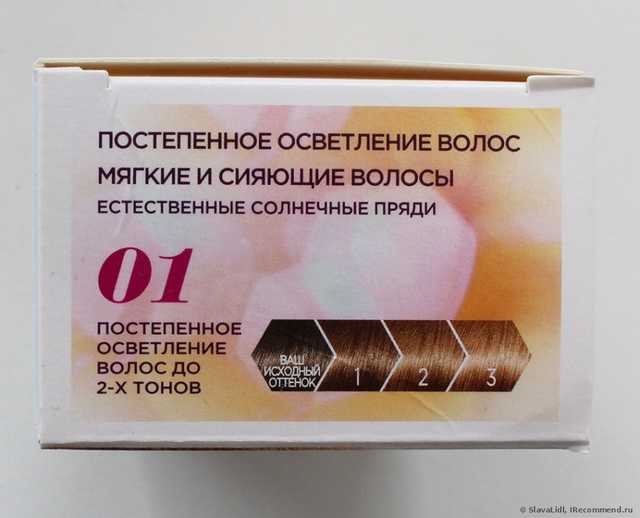 ПОСТЕПЕННОЕ ОСВЕТЛЕНИЕ ВОЛОС
МЯГКИЕ И СИЯЮЩИЕ ВОЛОСЫ
ЕСТЕСТВЕННЫЕ СОЛНЕЧНЫЕ ПРЯДИ
01
ПОСТЕПЕННОЕ
ОСВЕТЛЕНИЕ
ВОЛОС ДО
2-Х ТОНОВ
ВАШ
ИСХОДНЫЙ
ОТТЕНОК
1 2 3
© SlavaLidl, IRecommend.ru